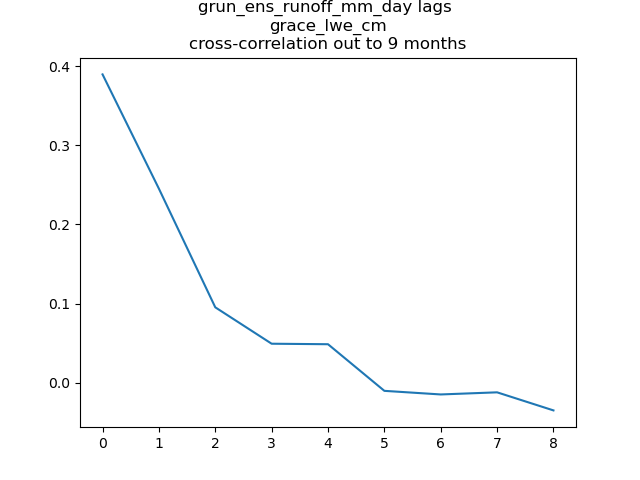 grun_ens_runoff_mm_day lags
grace_lwe_cm
cross-correlation out to 9 months
0.4
0.3
0.2
0.1
0.0
0 1 2 3 4 5 6 7 8